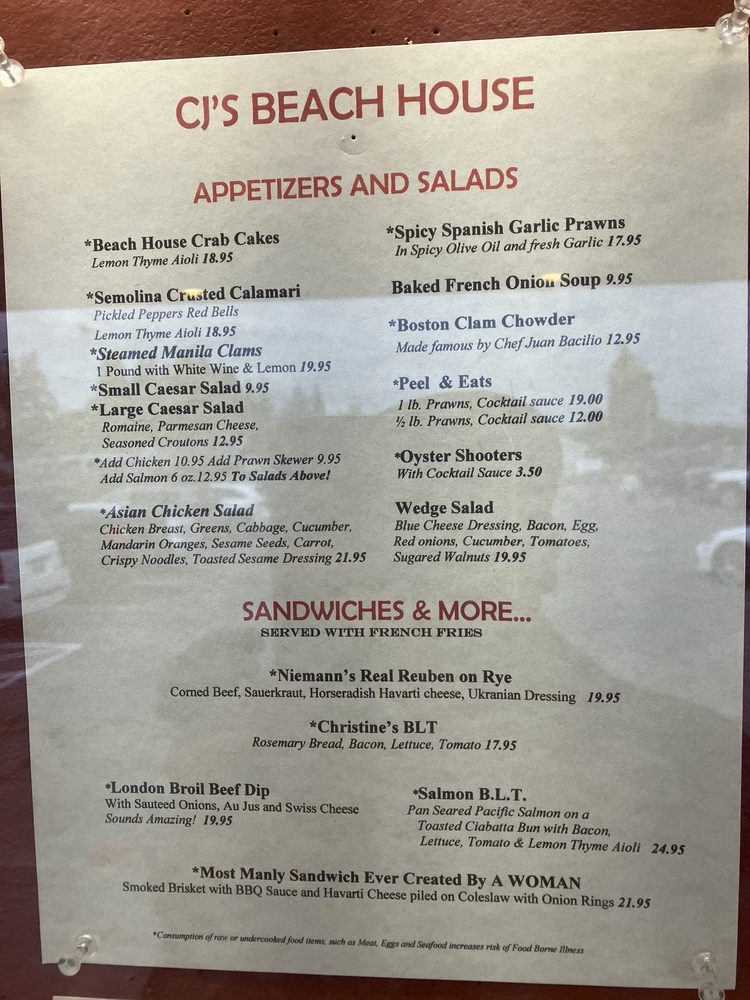 CJ'S BEACH HOUSE
APPETIZERS AND SALADS
*Beach House Crab Cakes
Lemon Thyme Aioli 18.95
*Semolina Crusted Calamari
Pickled Peppers Red Bells
Lemon Thyme Aioli 18.95
*Steamed Manila Clams
1 Pound with White Wine & Lemon 19.95
*Small Caesar Salad 9.95
*Large Caesar Salad
Romaine, Parmesan Cheese,
Seasoned Croutons 12.95
*Add Chicken 10.95 Add Prawn Skewer 9.95
Add Salmon 6 oz.12.95 To Salads Above!
*Asian Chicken Salad
Chicken Breast, Greens, Cabbage, Cucumber,
Mandarin Oranges, Sesame Seeds, Carrot,
Crispy Noodles, Toasted Sesame Dressing 21.95
*Spicy Spanish Garlic Prawns
In Spicy Olive Oil and fresh Garlic 17.95
Baked French Onion Soup 9.95
*Boston Clam Chowder
Made famous by Chef Juan Bacilio 12.95
*Peel & Eats
1 lb. Prawns, Cocktail sauce 19.00
½ lb. Prawns, Cocktail sauce 12.00
*Oyster Shooters
With Cocktail Sauce 3.50
Wedge Salad
Blue Cheese Dressing, Bacon, Egg,
Red onions, Cucumber, Tomatoes,
Sugared Walnuts 19.95
SANDWICHES & MORE...
SERVED WITH FRENCH FRIES
*Niemann's Real Reuben on Rye
Corned Beef, Sauerkraut, Horseradish Havarti cheese, Ukranian Dressing 19.95
*Christine's BLT
Rosemary Bread, Bacon, Lettuce, Tomato 17.95
*London Broil Beef Dip
With Sauteed Onions, Au Jus and Swiss Cheese
Sounds Amazing! 19.95
*Salmon B.L.T.
Pan Seared Pacific Salmon on a
Toasted Ciabatta Bun with Bacon,
Lettuce, Tomato & Lemon Thyme Aioli 24.95
*Most Manly Sandwich Ever Created By A WOMAN
Smoked Brisket with BBQ Sauce and Havarti Cheese piled on Coleslaw with Onion Rings 21.95
*Consumption of raw or undercooked food items, such as Meat, Eggs and Seafood increases risk of Food Borne Illness